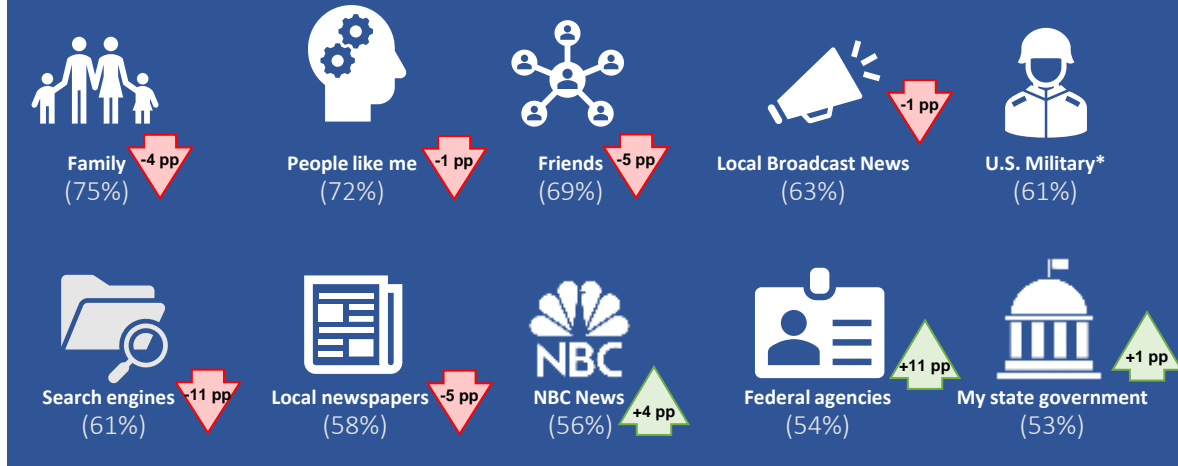 Family
(75%)
-4 pp
People like me
(72%)
-1 pp
Friends
(69%)
-5 pp
Local Broadcast News
(63%)
-1 pp
U.S. Military*
(61%)
Search engines
(61%)
-11 pp
Local newspapers
(58%)
-5 pp
NBC
NBC News
(56%)
+4 pp
Federal agencies
(54%)
+11 pp
My state government
(53%)
+1 pp